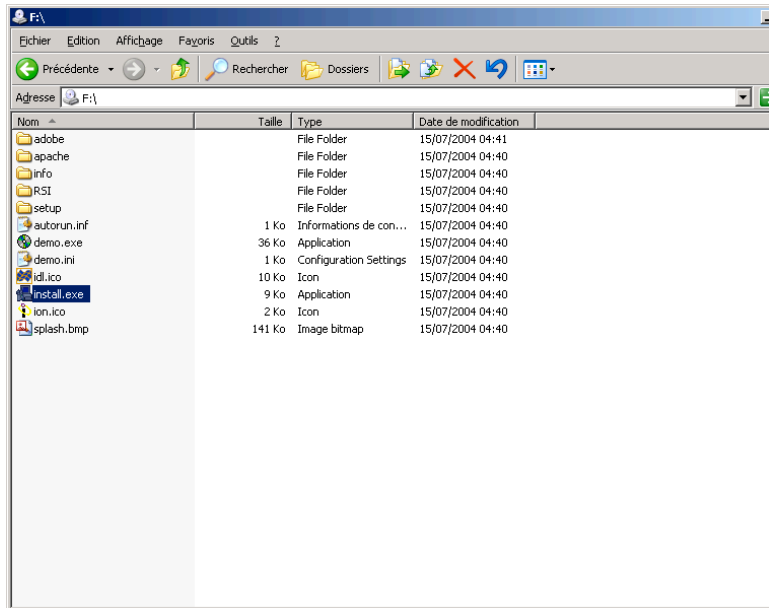 F:\
Fichier Edition Affichage Favoris Outils ?
Précédente Rechercher Dossiers
Adresse F:\
Nom Taille Type Date de modification
adobe File Folder 15/07/2004 04:41
apache File Folder 15/07/2004 04:40
info File Folder 15/07/2004 04:40
RSI File Folder 15/07/2004 04:40
setup File Folder 15/07/2004 04:40
autorun.inf 1 Ko Informations de con... 15/07/2004 04:40
demo.exe 36 Ko Application 15/07/2004 04:40
demo.ini 1 Ko Configuration Settings 15/07/2004 04:40
idl.ico 10 Ko Icon 15/07/2004 04:40
install.exe 9 Ko Application 15/07/2004 04:40
ion.ico 2 Ko Icon 15/07/2004 04:40
splash.bmp 141 Ko Image bitmap 15/07/2004 04:40